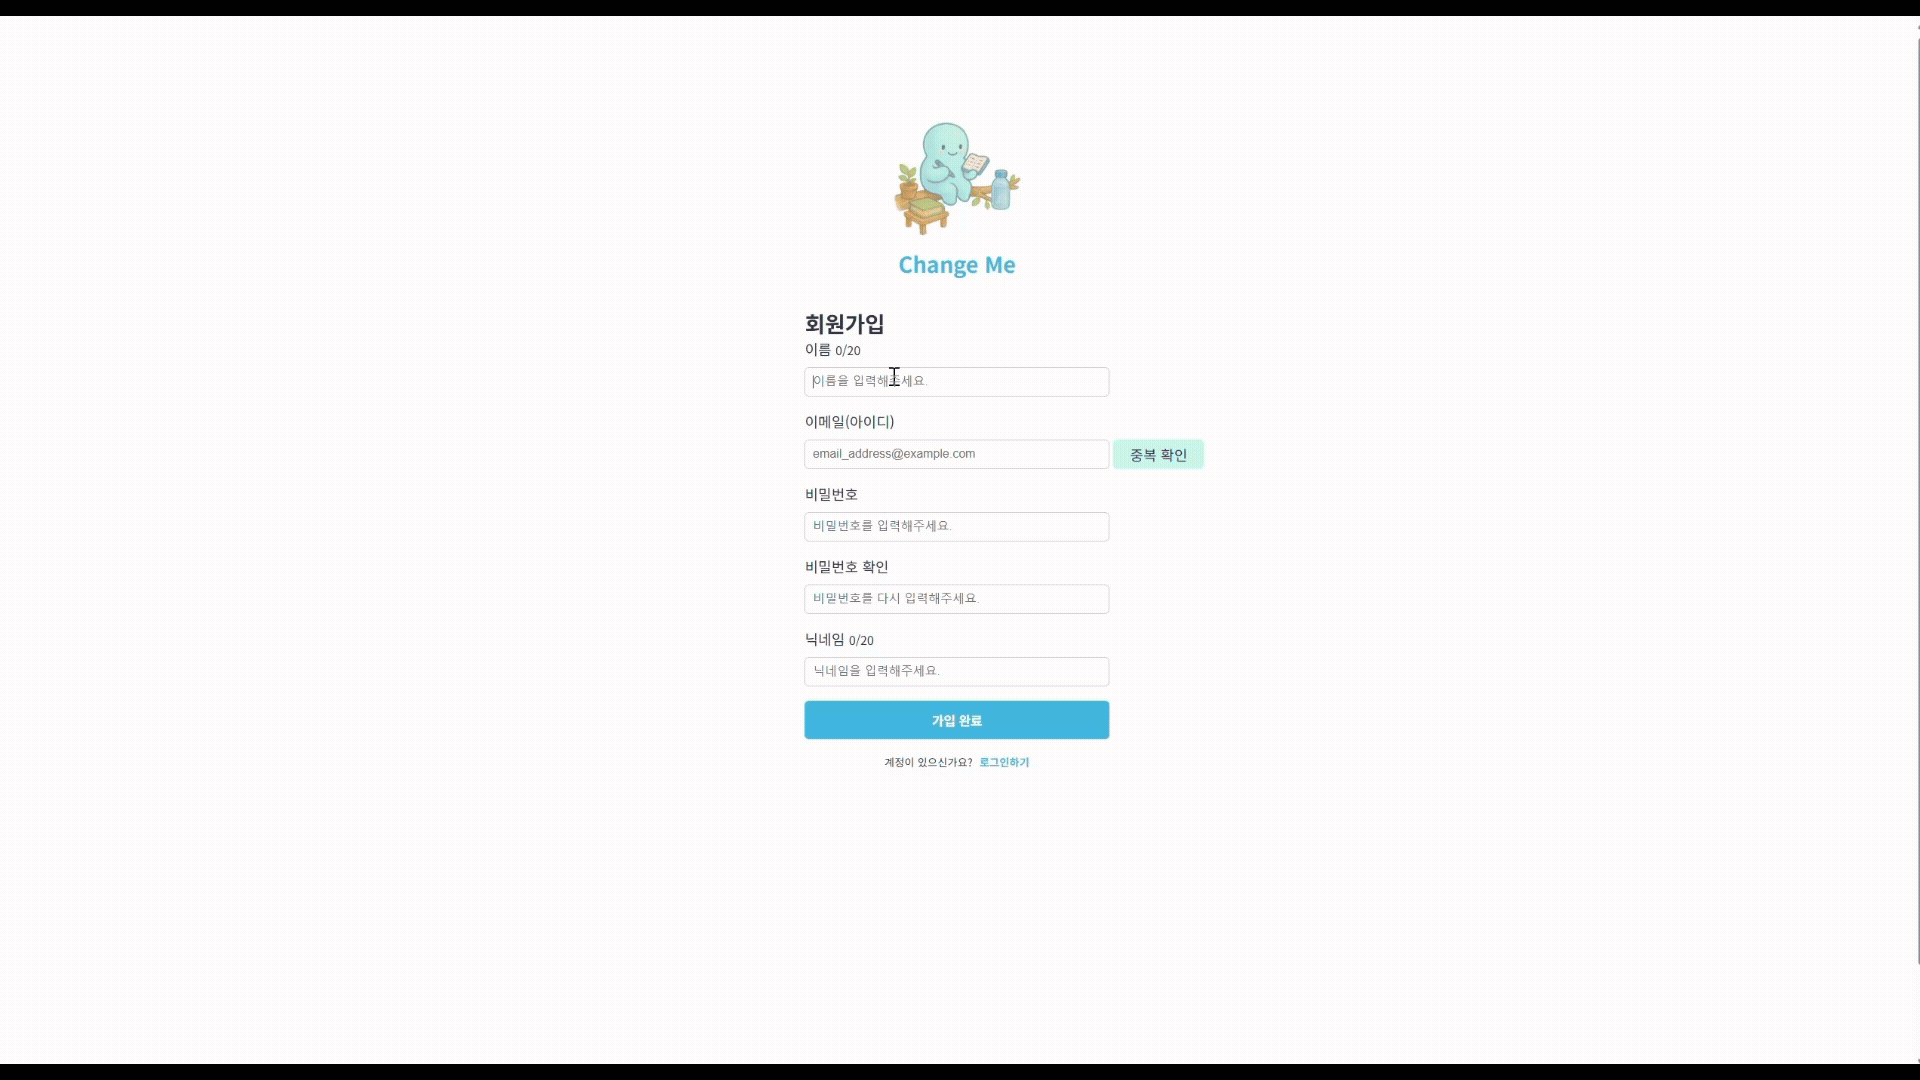 Change Me
회원가입
이름 0/20
이름을 입력해주세요.
이메일(아이디)
email_address@example.com
중복 확인
비밀번호
비밀번호를 입력해주세요.
비밀번호 확인
비밀번호를 다시 입력해주세요.
닉네임 0/20
닉네임을 입력해주세요.
가입 완료
계정이 있으신가요? 로그인하기